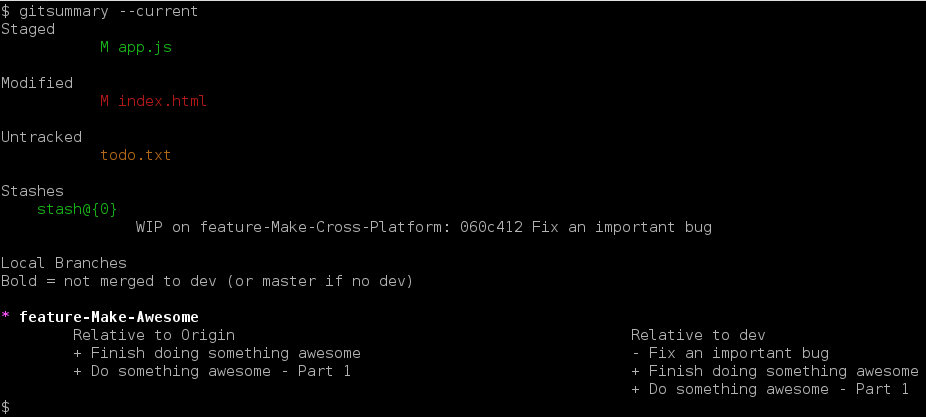 $ gitsummary --current
Staged
M app.js
Modified
M index.html
Untracked
todo.txt
Stashes
stash@{0}
WIP on feature-Make-Cross-Platform: 060c412 Fix an important bug
Local Branches
Bold = not merged to dev (or master if no dev)
* feature-Make-Awesome
Relative to Origin Relative to dev
+ Finish doing something awesome - Fix an important bug
+ Do something awesome - Part 1 + Finish doing something awesome
+ Do something awesome - Part 1
$